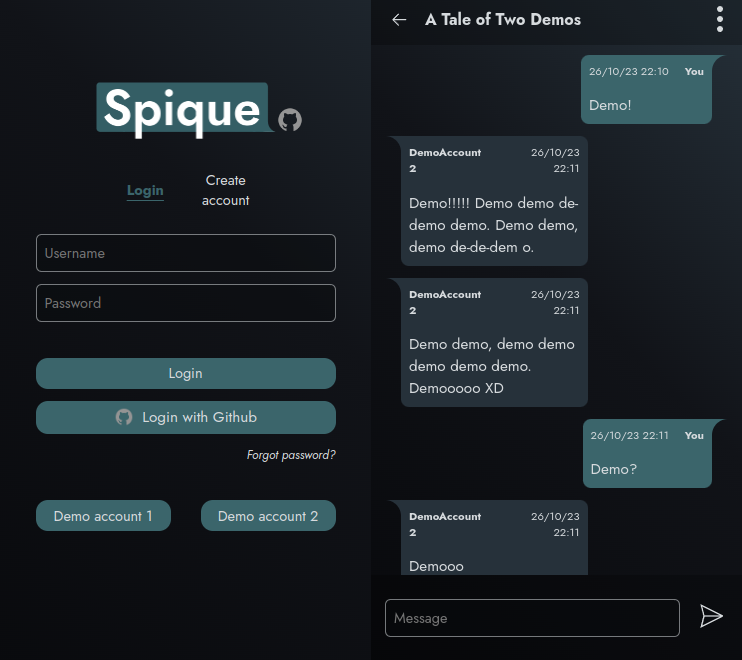 Spique
Login
Create
account
Username
Password
Login
Login with Github
Forgot password?
Demo account 1
Demo account 2
A Tale of Two Demos
26/10/23 22:10 You
Demo!
DemoAccount 26/10/23
2 22:11
Demo!!!!! Demo demo de-
demo demo. Demo demo,
demo de-de-dem o.
DemoAccount 26/10/23
2 22:11
Demo demo, demo demo
demo demo demo.
Demooooo XD
26/10/23 22:11 You
Demo?
DemoAccount 26/10/23
2 22:11
Demooo
Message